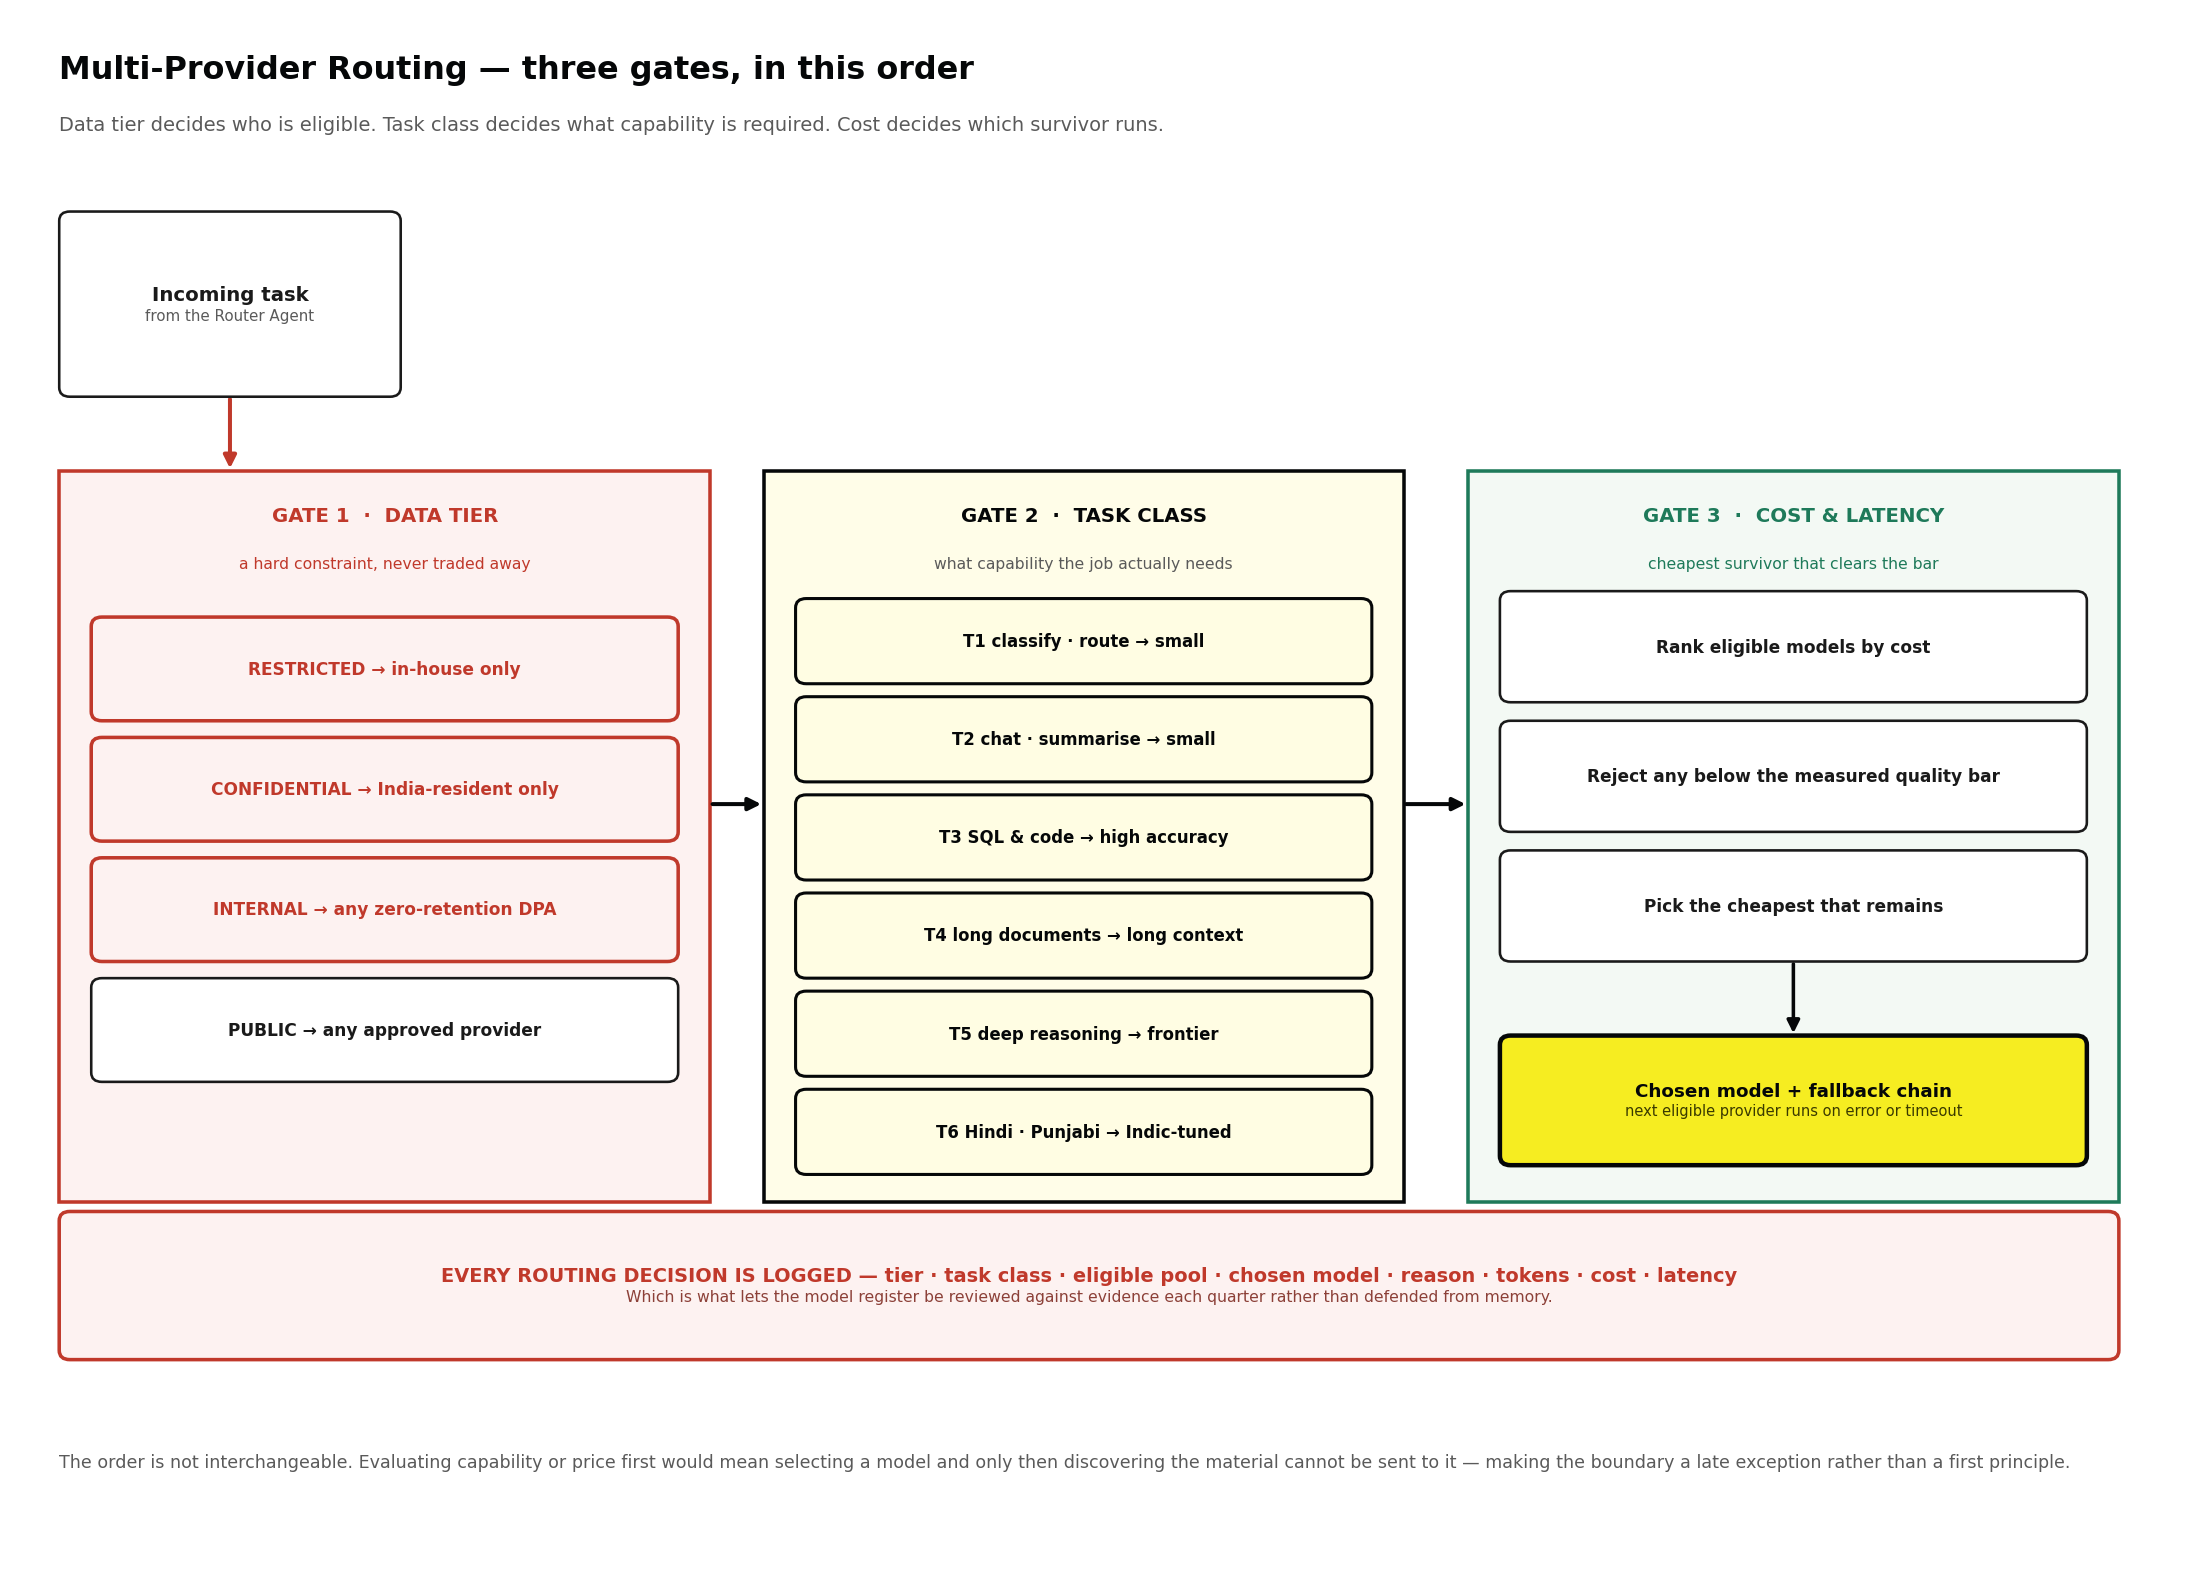 Multi-Provider Routing — three gates, in this order
Data tier decides who is eligible. Task class decides what capability is required. Cost decides which survivor runs.
Incoming task
from the Router Agent
GATE 1 · DATA TIER
a hard constraint, never traded away
RESTRICTED → in-house only
CONFIDENTIAL → India-resident only
INTERNAL → any zero-retention DPA
PUBLIC → any approved provider
GATE 2 · TASK CLASS
what capability the job actually needs
T1 classify · route → small
T2 chat · summarise → small
T3 SQL & code → high accuracy
T4 long documents → long context
T5 deep reasoning → frontier
T6 Hindi · Punjabi → Indic-tuned
GATE 3 · COST & LATENCY
cheapest survivor that clears the bar
Rank eligible models by cost
Reject any below the measured quality bar
Pick the cheapest that remains
Chosen model + fallback chain
next eligible provider runs on error or timeout
EVERY ROUTING DECISION IS LOGGED — tier · task class · eligible pool · chosen model · reason · tokens · cost · latency
Which is what lets the model register be reviewed against evidence each quarter rather than defended from memory.
The order is not interchangeable. Evaluating capability or price first would mean selecting a model and only then discovering the material cannot be sent to it — making the boundary a late exception rather than a first principle.